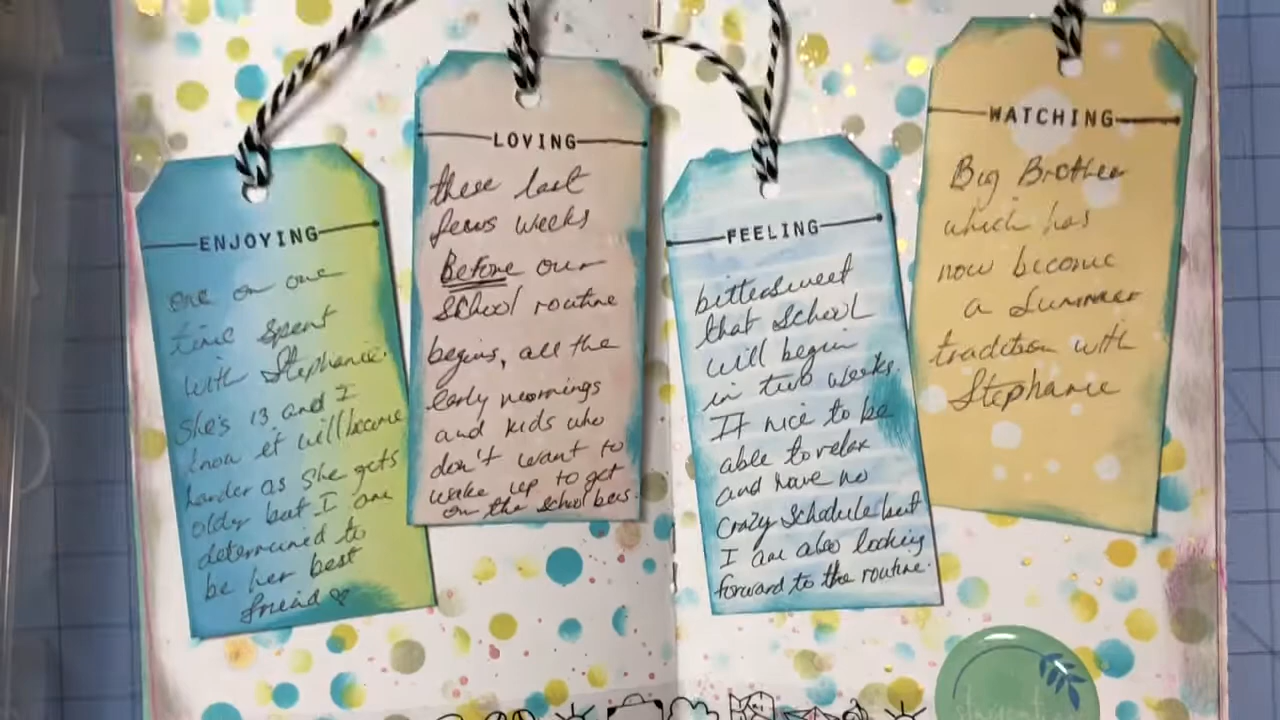 ENJOYING
one on one
time spent
with Stephanie.
She's 13 and I
know it will become
harder as she gets
older but I am
determined to
be her best
friend ♡
LOVING
these last
few weeks
Before our
School routine
begins, all the
early mornings
and kids who
don't want to
wake up to get
on the school bus.
FEELING
bittersweet
that School
will begin
in two weeks.
It nice to be
able to relax
and have no
crazy schedule but
I am also looking
forward to the routine.
WATCHING
Big Brother
which has
now become
a Summer
tradition with
Stephanie